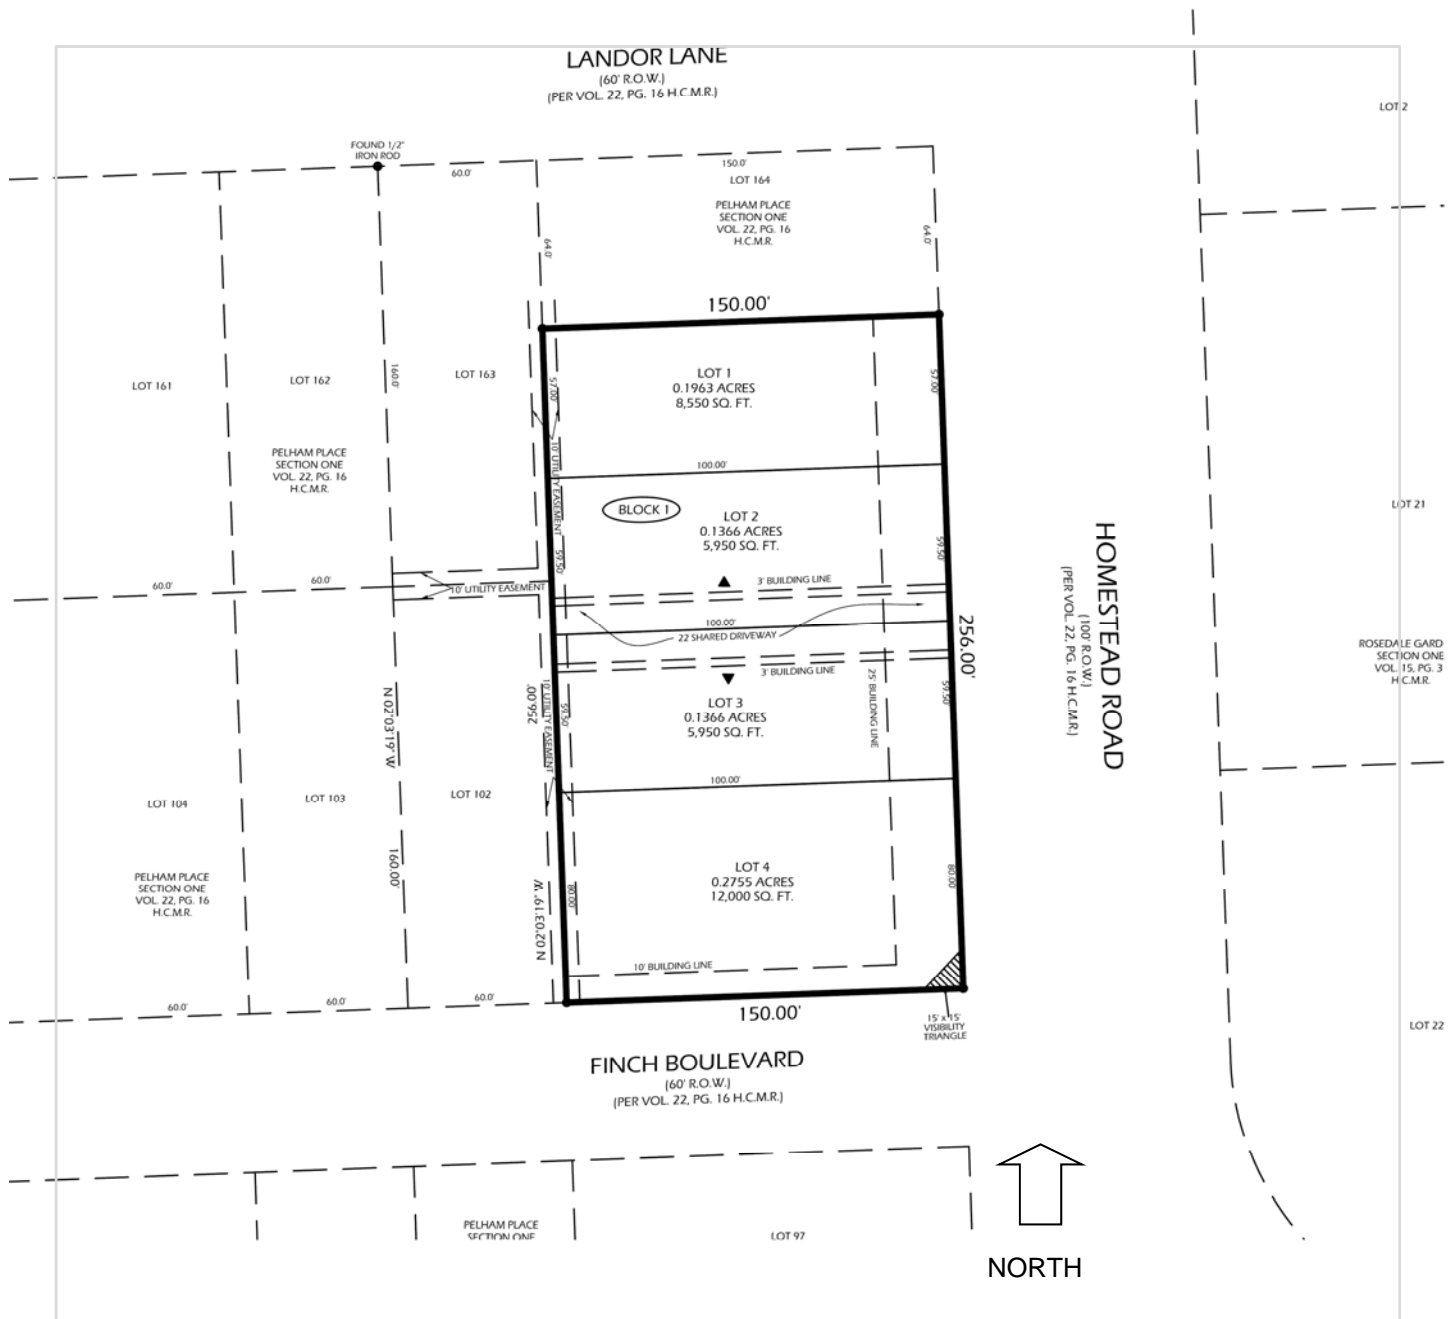 LANDOR LANE
(60' R.O.W.)
(PER VOL. 22, PG. 16 H.C.M.R.)
LOT 2
FOUND 1/2"
IRON ROD
60.0'
150.0'
LOT 164
PELHAM PLACE
SECTION ONE
VOL. 22, PG. 16
H.C.M.R.
64.0'
64.0'
150.00'
LOT 161
LOT 162
LOT 163
160.0'
57.00'
57.00'
LOT 1
0.1963 ACRES
8,550 SQ. FT.
PELHAM PLACE
SECTION ONE
VOL. 22, PG. 16
H.C.M.R.
10' UTILITY EASEMENT
100.00'
BLOCK 1
LOT 2
0.1366 ACRES
5,950 SQ. FT.
59.50'
59.50'
LOT 21
HOMESTEAD ROAD
(100' R.O.W.)
(PER VOL. 22, PG. 16 H.C.M.R.)
60.0'
60.0'
10' UTILITY EASEMENT
3' BUILDING LINE
100.00'
22 SHARED DRIVEWAY
256.00'
3' BUILDING LINE
ROSEDALE GARD
SECTION ONE
VOL. 15, PG. 3
H.C.M.R.
N 02°03'19" W
256.00'
10' UTILITY EASEMENT
59.50'
LOT 3
0.1366 ACRES
5,950 SQ. FT.
25' BUILDING LINE
59.50'
100.00'
LOT 104
LOT 103
LOT 102
160.00'
PELHAM PLACE
SECTION ONE
VOL. 22, PG. 16
H.C.M.R.
N 02°03'19" W
80.00'
LOT 4
0.2755 ACRES
12,000 SQ. FT.
80.00'
10' BUILDING LINE
60.0'
60.0'
60.0'
150.00'
15' x 15'
VISIBILITY
TRIANGLE
LOT 22
FINCH BOULEVARD
(60' R.O.W.)
(PER VOL. 22, PG. 16 H.C.M.R.)
PELHAM PLACE
SECTION ONE
LOT 97
NORTH